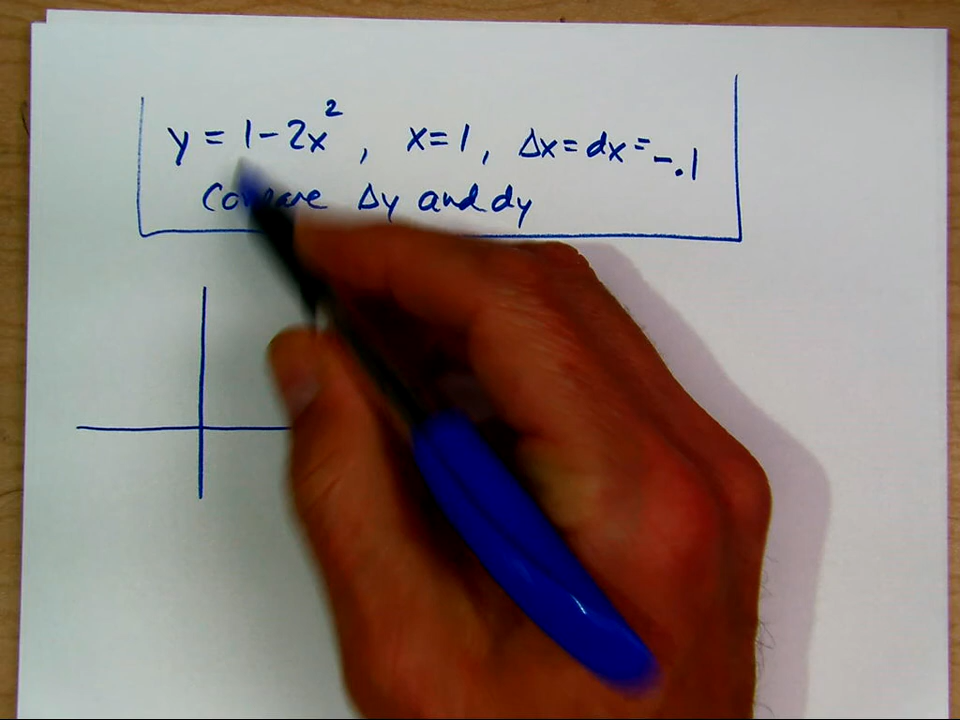 y = 1 - 2x², x = 1, Δx = dx = -.1
Δy and dy